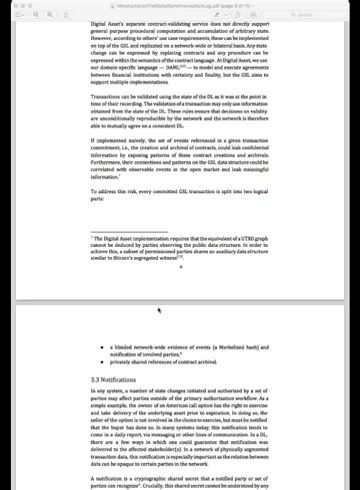 IntroductiontoTheGlobalSynchronizationLog.pdf (page 6 of 11)
Search
Digital Asset's separate contract-validating service does not directly support
general purpose procedural computation and accumulation of arbitrary state.
However, according to others' use case requirements, these can be implemented
on top of the GSL, and replicated on a network-wide or bilateral basis. Any state
change can be expressed by replacing contracts and any procedure can be
expressed within the semantics of the contract language. At Digital Asset, we use
our domain-specific language — DAML — to model and execute agreements
between financial institutions with certainty and finality, but the GSL aims to
support multiple implementations.
Transactions can be validated using the state of the DL as it was at the point in
time of their recording. The validation of a transaction may only use information
obtained from the state of the DL. These rules ensure that decisions on validity
are unconditionally reproducible by the network and the network is therefore
able to mutually agree on a consistent DL.
If implemented naively, the set of events referenced in a given transaction
commitment, i.e., the creation and archival of contracts, could leak confidential
information by exposing patterns of these contract creations and archivals.
Furthermore, their connections and patterns on the GSL data structure could be
correlated with observable events in the open market and leak meaningful
information.⁷
To address this risk, every committed GSL transaction is split into two logical
parts:
⁷ The Digital Asset implementation requires that the equivalent of a UTXO graph
cannot be deduced by parties observing the public data structure. In order to
achieve this, a subset of permissioned parties shares an auxiliary data structure
similar to Bitcoin's segregated witness
6
• a blinded network-wide evidence of events (a Merkelized hash) and
notification of involved parties,⁸
• privately shared references of contract archival.
3.3 Notifications
In any system, a number of state changes initiated and authorized by a set of
parties may affect parties outside of the primary authorization workflow. As a
simple example, the owner of an American call option has the right to exercise
and take delivery of the underlying asset prior to expiration. In doing so, the
seller of the option is not involved in the choice to exercise, but must be notified
that the buyer has done so. In many systems today, this notification tends to
come in a daily report, via messaging or other lines of communication. In a DL,
there are a few ways in which one could guarantee that notification was
delivered to the affected stakeholder(s). In a network of physically segmented
transaction data, this notification is especially important as the relation between
data can be opaque to certain parties in the network.
A notification is a cryptographic shared secret that a notified party or set of
parties can recognize⁹. Crucially, this shared secret cannot be understood by any